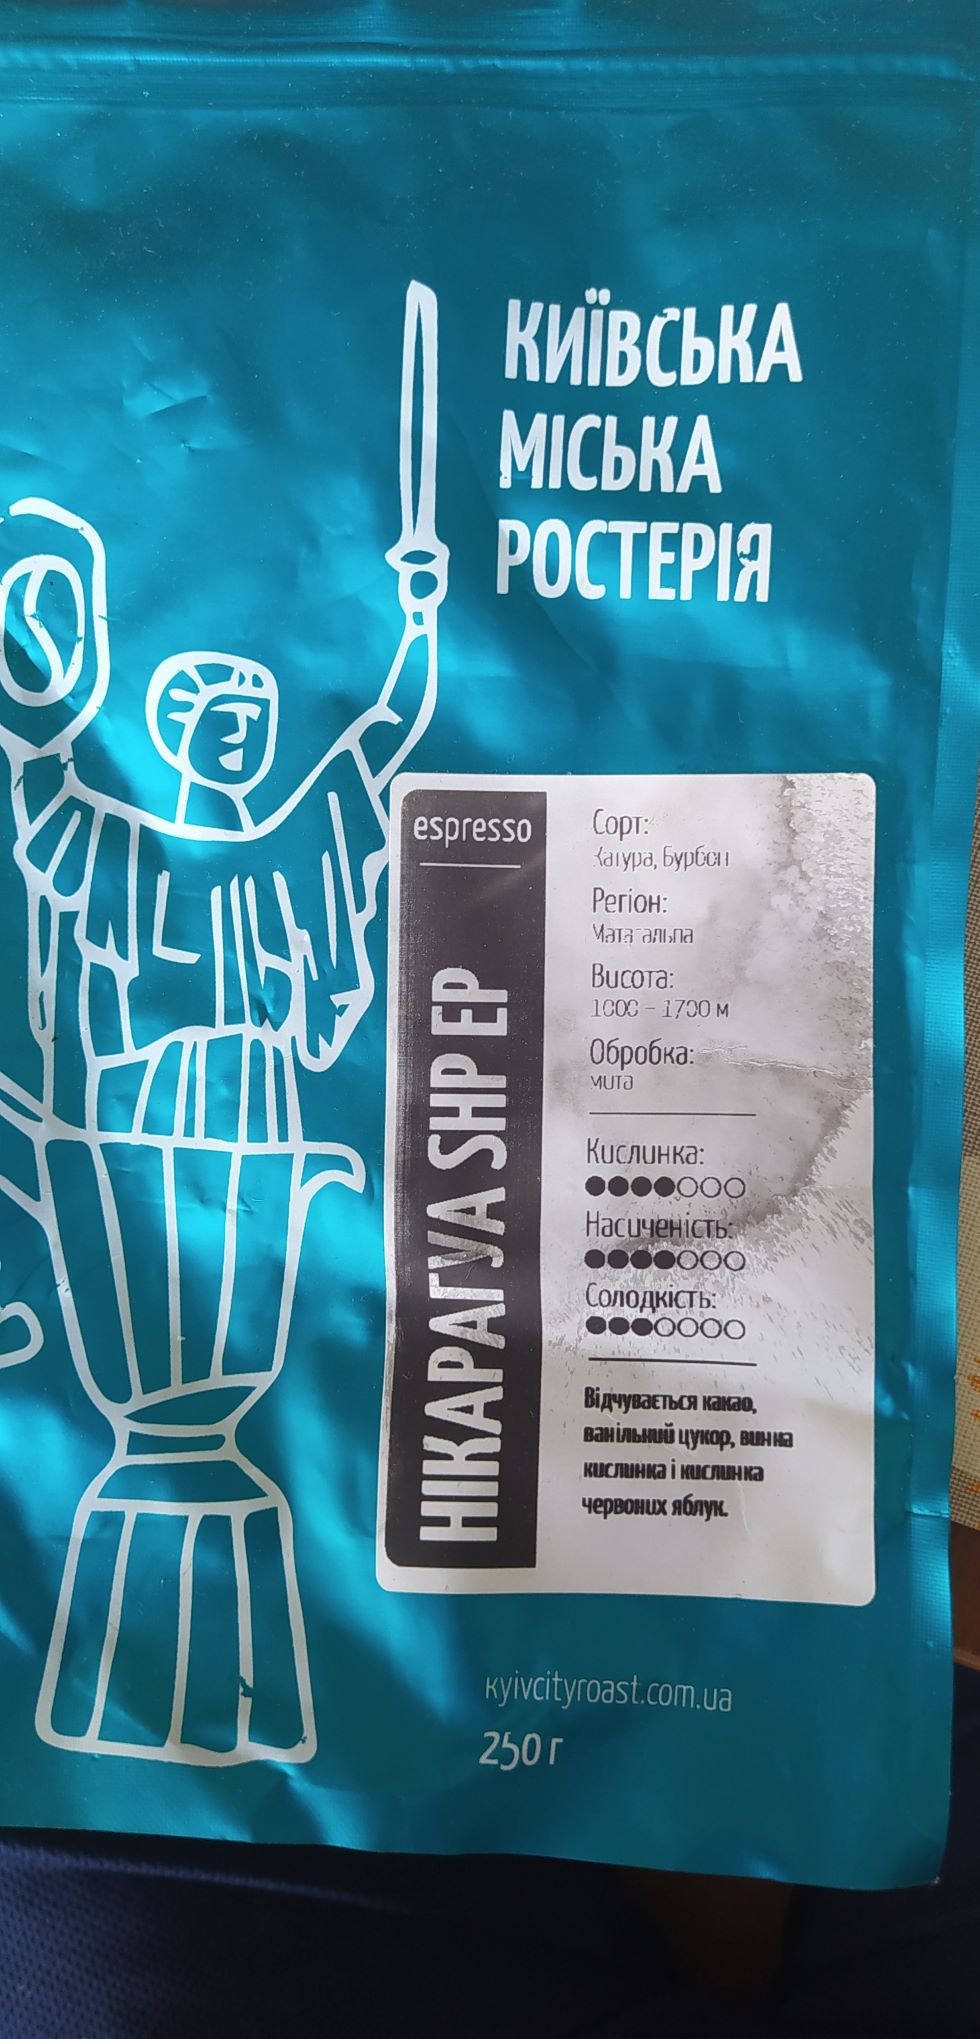 КИЇВСЬКА
МІСЬКА
РОСТЕРІЯ
espresso
НІКАРАГУА SHP EP
Сорт:
Катура, Бурбон
Регіон:
Матагальпа
Висота:
1000 – 1700 м
Обробка:
мита
Кислинка:
Насиченість:
Солодкість:
Відчувається какао,
ванільний цукор, винна
кислинка і кислинка
червоних яблук.
kyivcityroast.com.ua
250 г